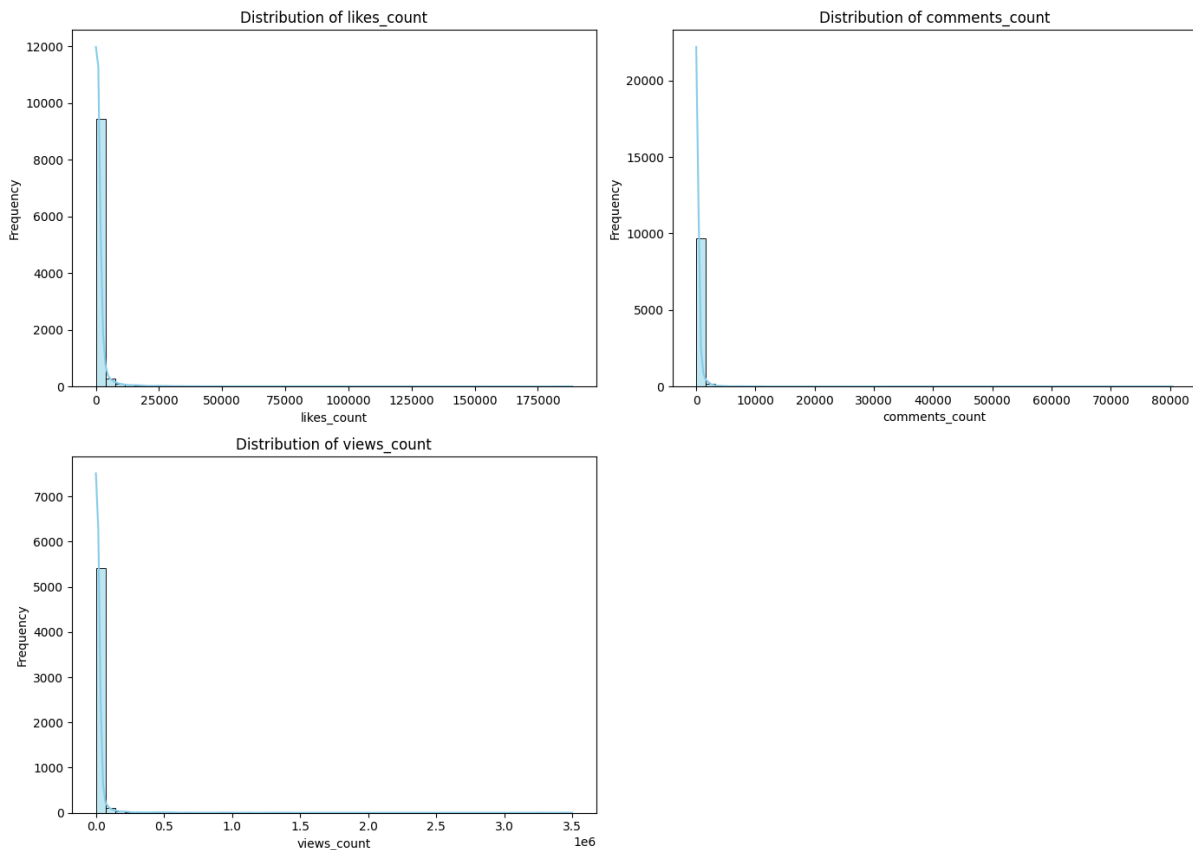 Distribution of likes_count
12000
10000
8000
6000
4000
2000
0
Frequency
0 25000 50000 75000 100000 125000 150000 175000
likes_count
Distribution of comments_count
20000
15000
10000
5000
0
Frequency
0 10000 20000 30000 40000 50000 60000 70000 80000
comments_count
Distribution of views_count
7000
6000
5000
4000
3000
2000
1000
0
Frequency
0.0 0.5 1.0 1.5 2.0 2.5 3.0 3.5
1e6
views_count